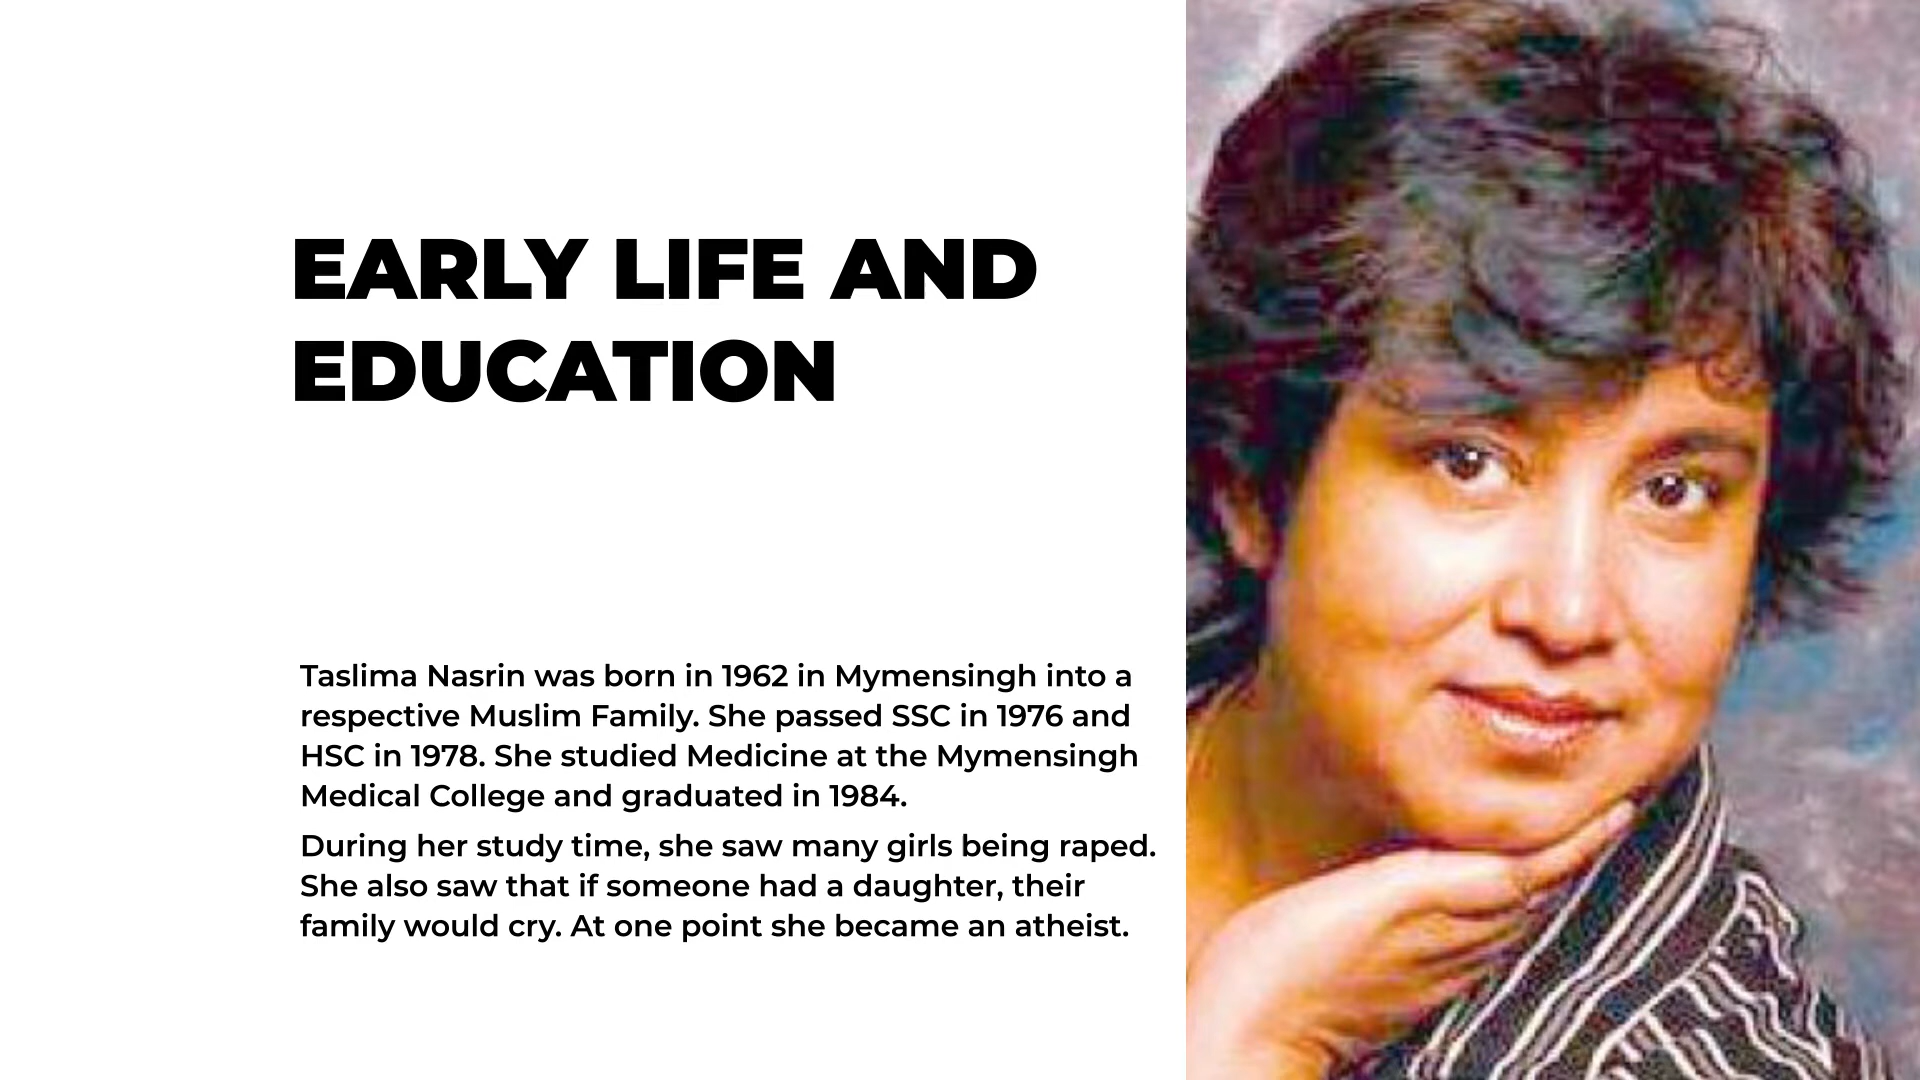 EARLY LIFE AND
EDUCATION
Taslima Nasrin was born in 1962 in Mymensingh into a
respective Muslim Family. She passed SSC in 1976 and
HSC in 1978. She studied Medicine at the Mymensingh
Medical College and graduated in 1984.
During her study time, she saw many girls being raped.
She also saw that if someone had a daughter, their
family would cry. At one point she became an atheist.